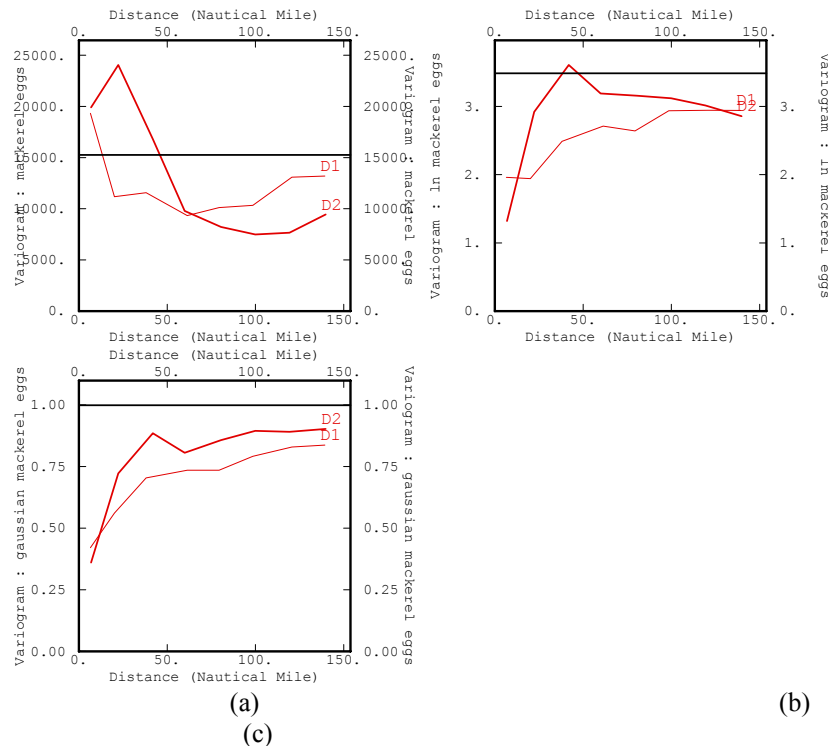 Distance (Nautical Mile)
0. 50. 100. 150.
Variogram : mackerel eggs
25000. 25000.
20000. 20000.
15000. 15000.
10000. 10000.
5000. 5000.
0. 0.
Variogram : mackerel eggs
D1
D2
0. 50. 100. 150.
Distance (Nautical Mile)
Distance (Nautical Mile)
0. 50. 100. 150.
Variogram : ln mackerel eggs
3. 3.
2. 2.
1. 1.
0. 0.
Variogram : ln mackerel eggs
D1
D2
0. 50. 100. 150.
Distance (Nautical Mile)
Distance (Nautical Mile)
0. 50. 100. 150.
Variogram : gaussian mackerel eggs
1.00 1.00
0.75 0.75
0.50 0.50
0.25 0.25
0.00 0.00
Variogram : gaussian mackerel eggs
D2
D1
0. 50. 100. 150.
Distance (Nautical Mile)
(a) (b)
(c)